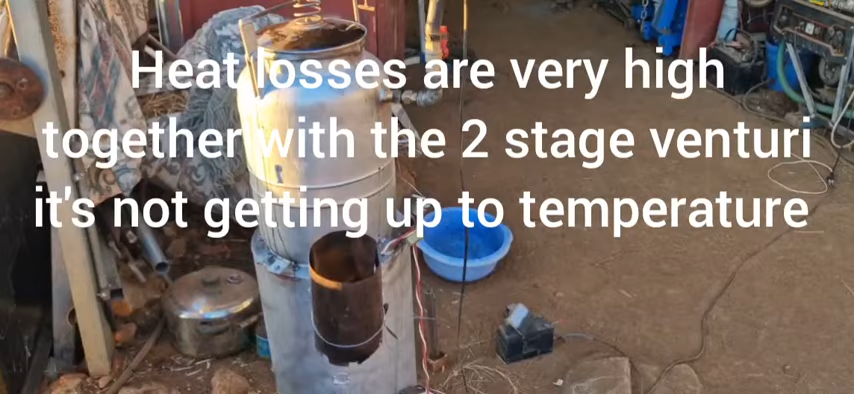 Heat losses are very high
together with the 2 stage venturi
it's not getting up to temperature